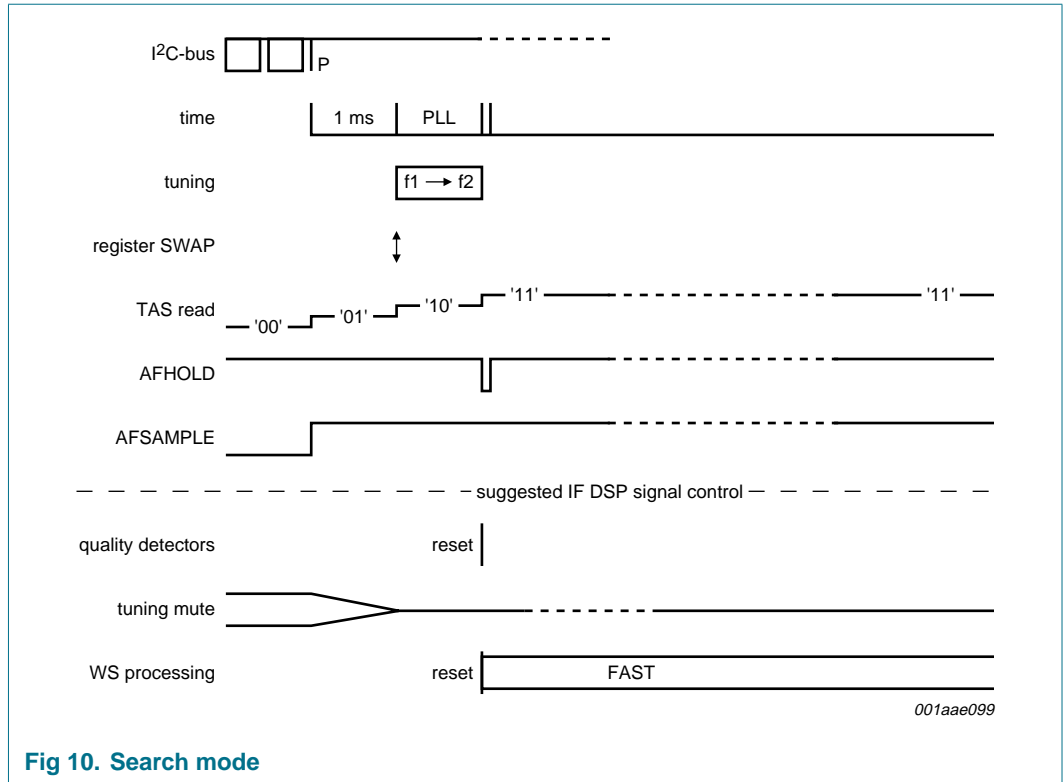 I²C-bus P
time 1 ms PLL
tuning f1 → f2
register SWAP
TAS read '00' '01' '10' '11' '11'
AFHOLD
AFSAMPLE
suggested IF DSP signal control
quality detectors reset
tuning mute
WS processing reset FAST
001aae099
Fig 10. Search mode